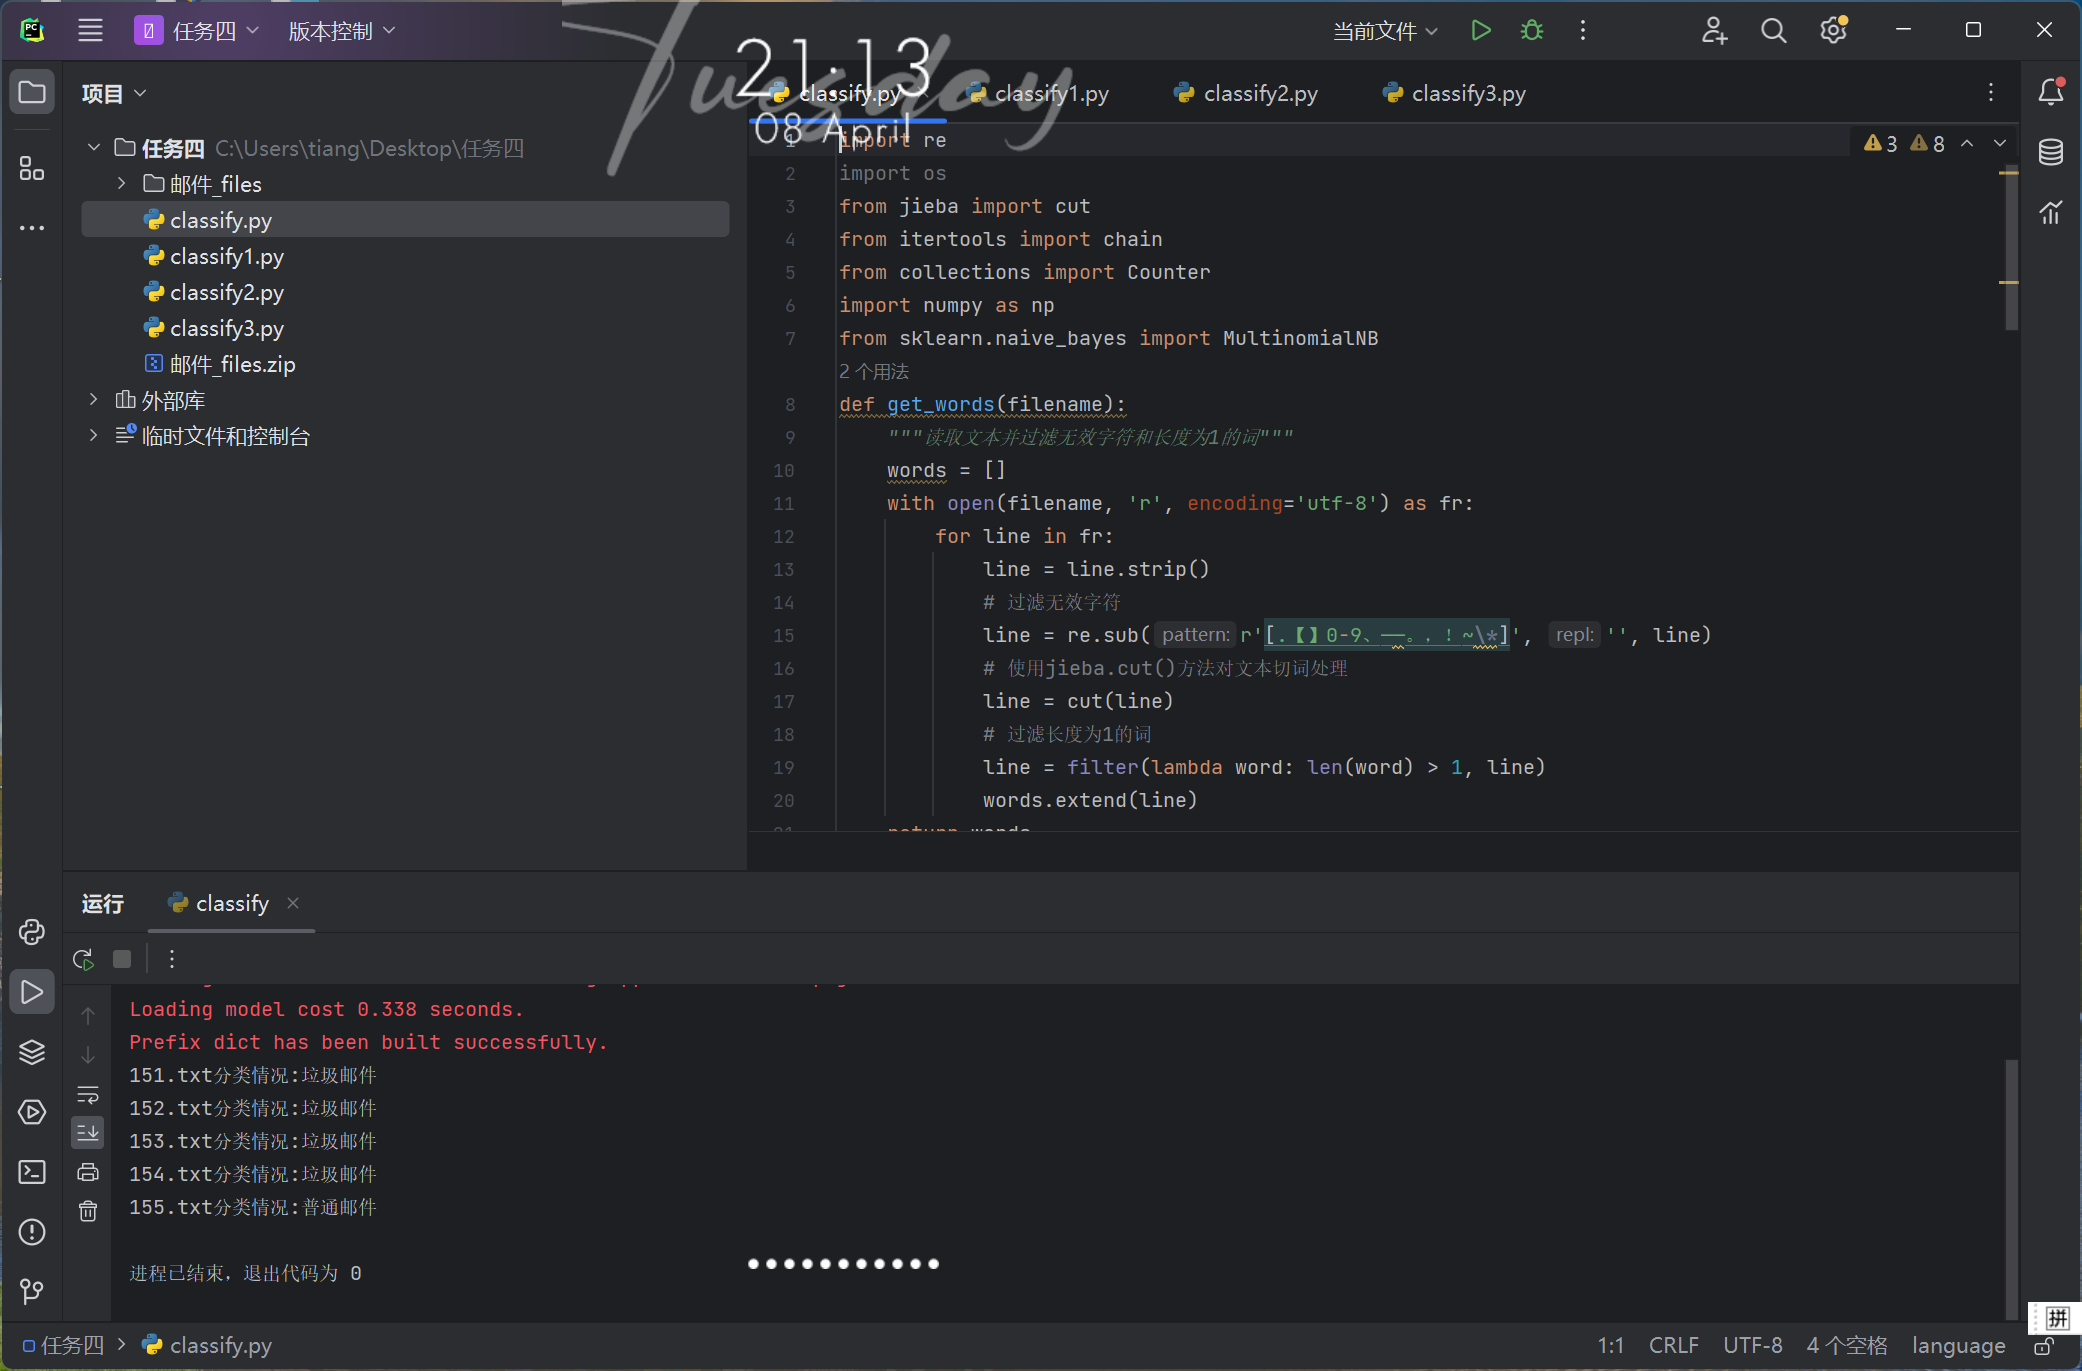 任务四 版本控制 当前文件
Tuesday
21:13
08 April
项目
classify.py classify1.py classify2.py classify3.py
任务四 C:\Users\tiang\Desktop\任务四
邮件_files
classify.py
classify1.py
classify2.py
classify3.py
邮件_files.zip
外部库
临时文件和控制台
3 8
1 import re
2 import os
3 from jieba import cut
4 from itertools import chain
5 from collections import Counter
6 import numpy as np
7 from sklearn.naive_bayes import MultinomialNB
2 个用法
8 def get_words(filename):
9 """读取文本并过滤无效字符和长度为1的词"""
10 words = []
11 with open(filename, 'r', encoding='utf-8') as fr:
12 for line in fr:
13 line = line.strip()
14 # 过滤无效字符
15 line = re.sub( pattern: r'[.【】0-9、——。，！~\*]', repl: '', line)
16 # 使用jieba.cut()方法对文本切词处理
17 line = cut(line)
18 # 过滤长度为1的词
19 line = filter(lambda word: len(word) > 1, line)
20 words.extend(line)
21 return words
运行 classify
Loading model cost 0.338 seconds.
Prefix dict has been built successfully.
151.txt分类情况:垃圾邮件
152.txt分类情况:垃圾邮件
153.txt分类情况:垃圾邮件
154.txt分类情况:垃圾邮件
155.txt分类情况:普通邮件
进程已结束，退出代码为 0
拼
任务四 classify.py 1:1 CRLF UTF-8 4 个空格 language